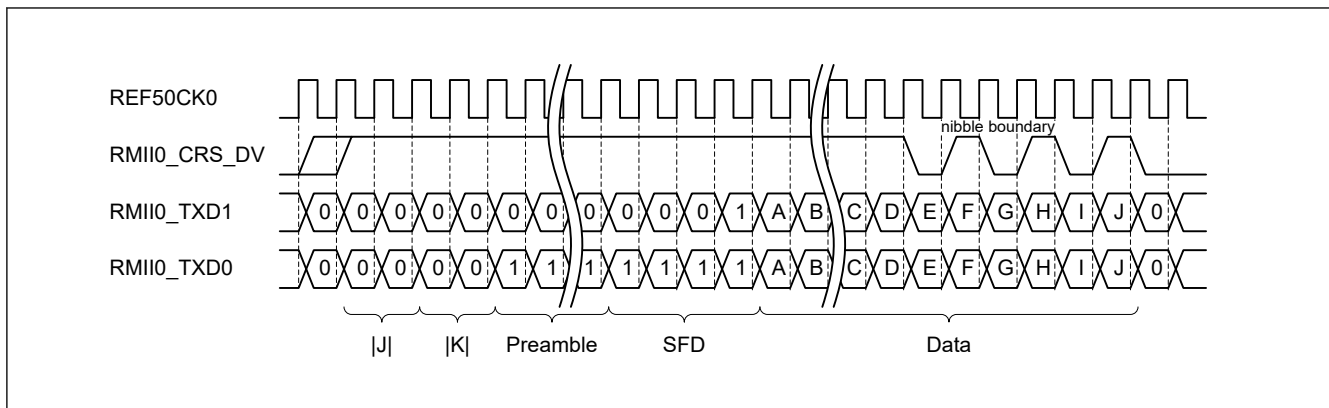 REF50CK0
nibble boundary
RMII0_CRS_DV
RMII0_TXD1 0 0 0 0 0 0 0 0 0 0 0 1 A B C D E F G H I J 0
RMII0_TXD0 0 0 0 0 0 1 1 1 1 1 1 1 A B C D E F G H I J 0
|J| |K| Preamble SFD Data